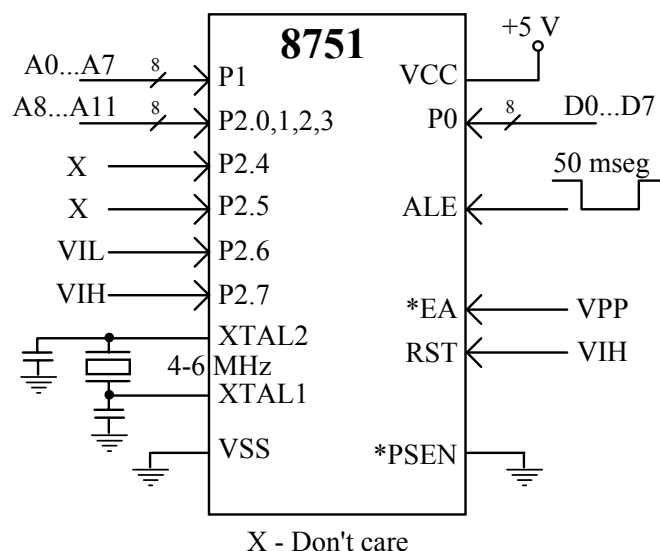 8751
+5 V
A0...A7
8
P1
VCC
A8...A11
8
P2.0,1,2,3
P0
8
D0...D7
X
P2.4
50 mseg
X
P2.5
ALE
VIL
P2.6
VIH
P2.7
*EA
VPP
XTAL2
RST
VIH
4-6 MHz
XTAL1
VSS
*PSEN
X - Don't care